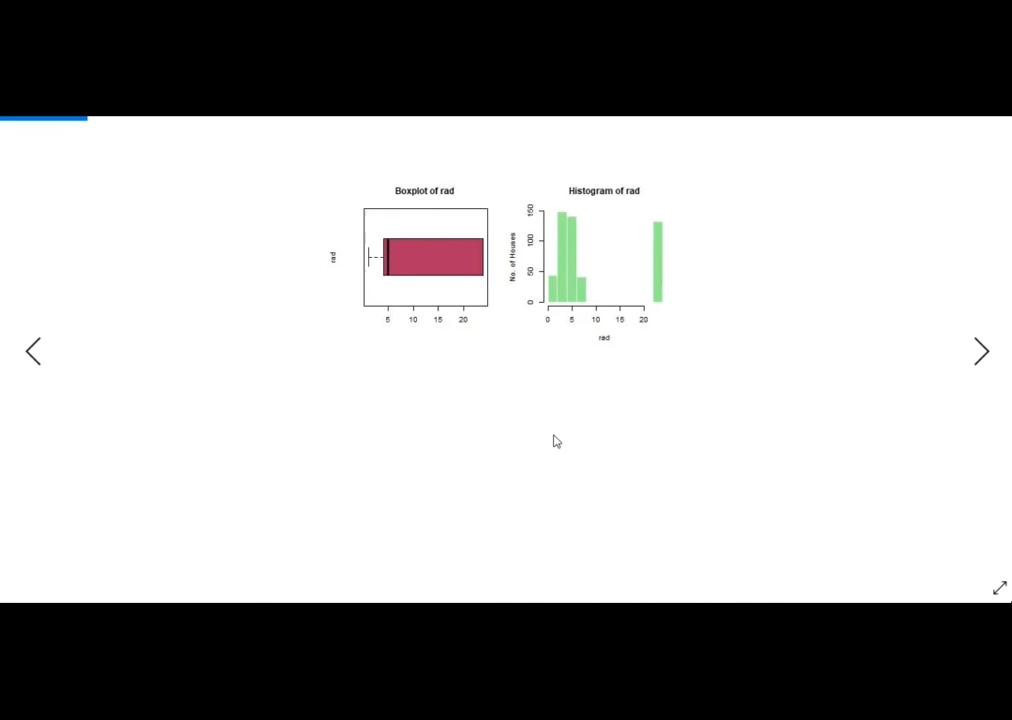 Boxplot of rad
rad
5 10 15 20
Histogram of rad
No. of Houses
0 50 100 150
0 5 10 15 20
rad